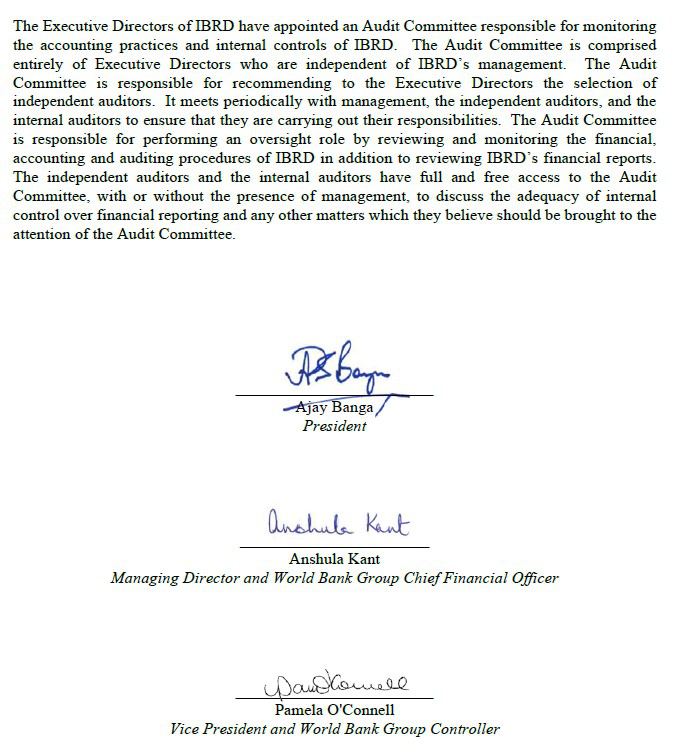 The Executive Directors of IBRD have appointed an Audit Committee responsible for monitoring
the accounting practices and internal controls of IBRD. The Audit Committee is comprised
entirely of Executive Directors who are independent of IBRD's management. The Audit
Committee is responsible for recommending to the Executive Directors the selection of
independent auditors. It meets periodically with management, the independent auditors, and the
internal auditors to ensure that they are carrying out their responsibilities. The Audit Committee
is responsible for performing an oversight role by reviewing and monitoring the financial,
accounting and auditing procedures of IBRD in addition to reviewing IBRD's financial reports.
The independent auditors and the internal auditors have full and free access to the Audit
Committee, with or without the presence of management, to discuss the adequacy of internal
control over financial reporting and any other matters which they believe should be brought to the
attention of the Audit Committee.
Ajay Banga
President
Anshula Kant
Anshula Kant
Managing Director and World Bank Group Chief Financial Officer
Pamela O'Connell
Vice President and World Bank Group Controller